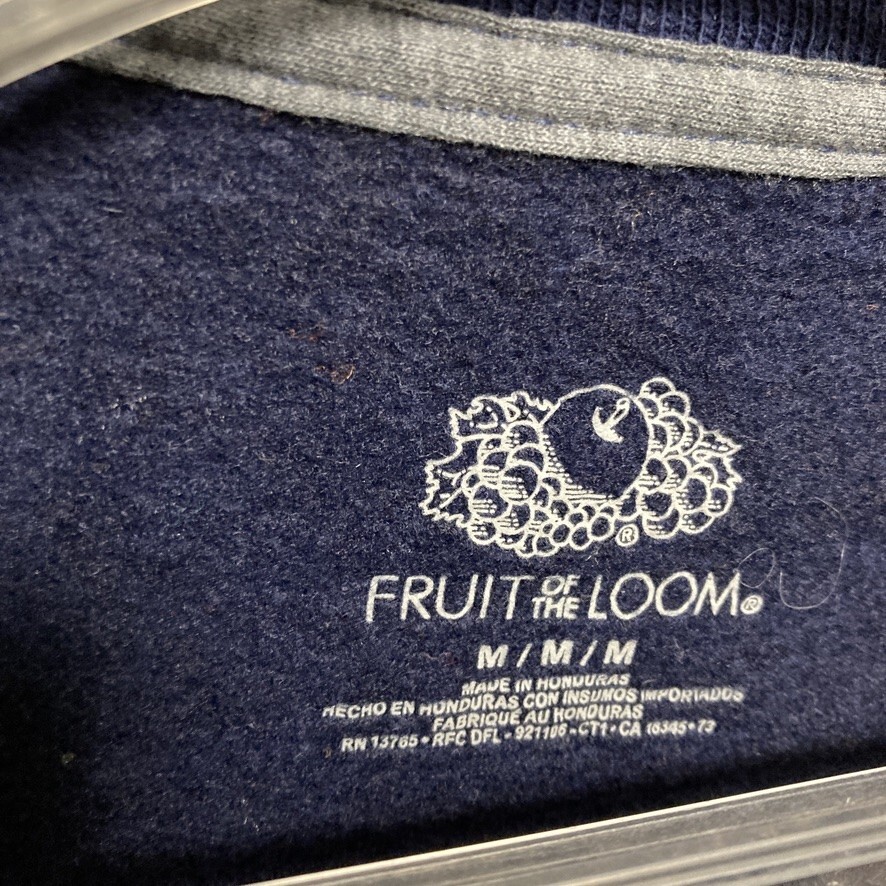 ®
FRUIT OF THE LOOM®
M / M / M
MADE IN HONDURAS
HECHO EN HONDURAS CON INSUMOS IMPORTADOS
FABRIQUÉ AU HONDURAS
RN 13765 • RFC DFL - 921106 - CT1 • CA 16345 • 73